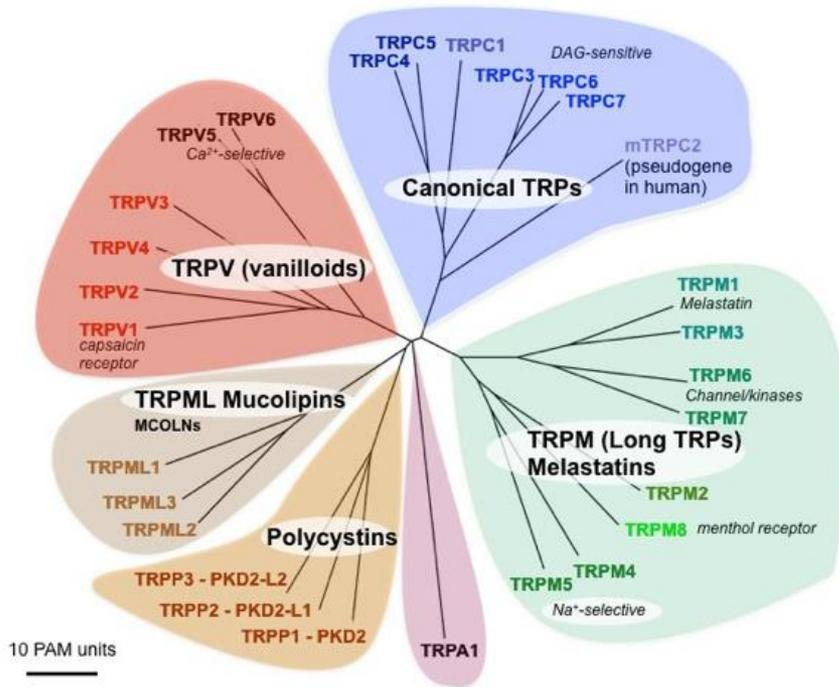 TRPC5
TRPC1
TRPC4
DAG-sensitive
TRPC3
TRPC6
TRPC7
mTRPC2
(pseudogene
in human)
Canonical TRPs
TRPV6
TRPV5
Ca²⁺-selective
TRPV3
TRPV4
TRPV (vanilloids)
TRPV2
TRPV1
capsaicin
receptor
TRPM1
Melastatin
TRPM3
TRPM6
Channel/kinases
TRPM7
TRPM (Long TRPs)
Melastatins
TRPM2
TRPM8 menthol receptor
TRPM4
TRPM5
Na⁺-selective
TRPML Mucolipins
MCOLNs
TRPML1
TRPML3
TRPML2
Polycystins
TRPP3 - PKD2-L2
TRPP2 - PKD2-L1
TRPP1 - PKD2
TRPA1
10 PAM units